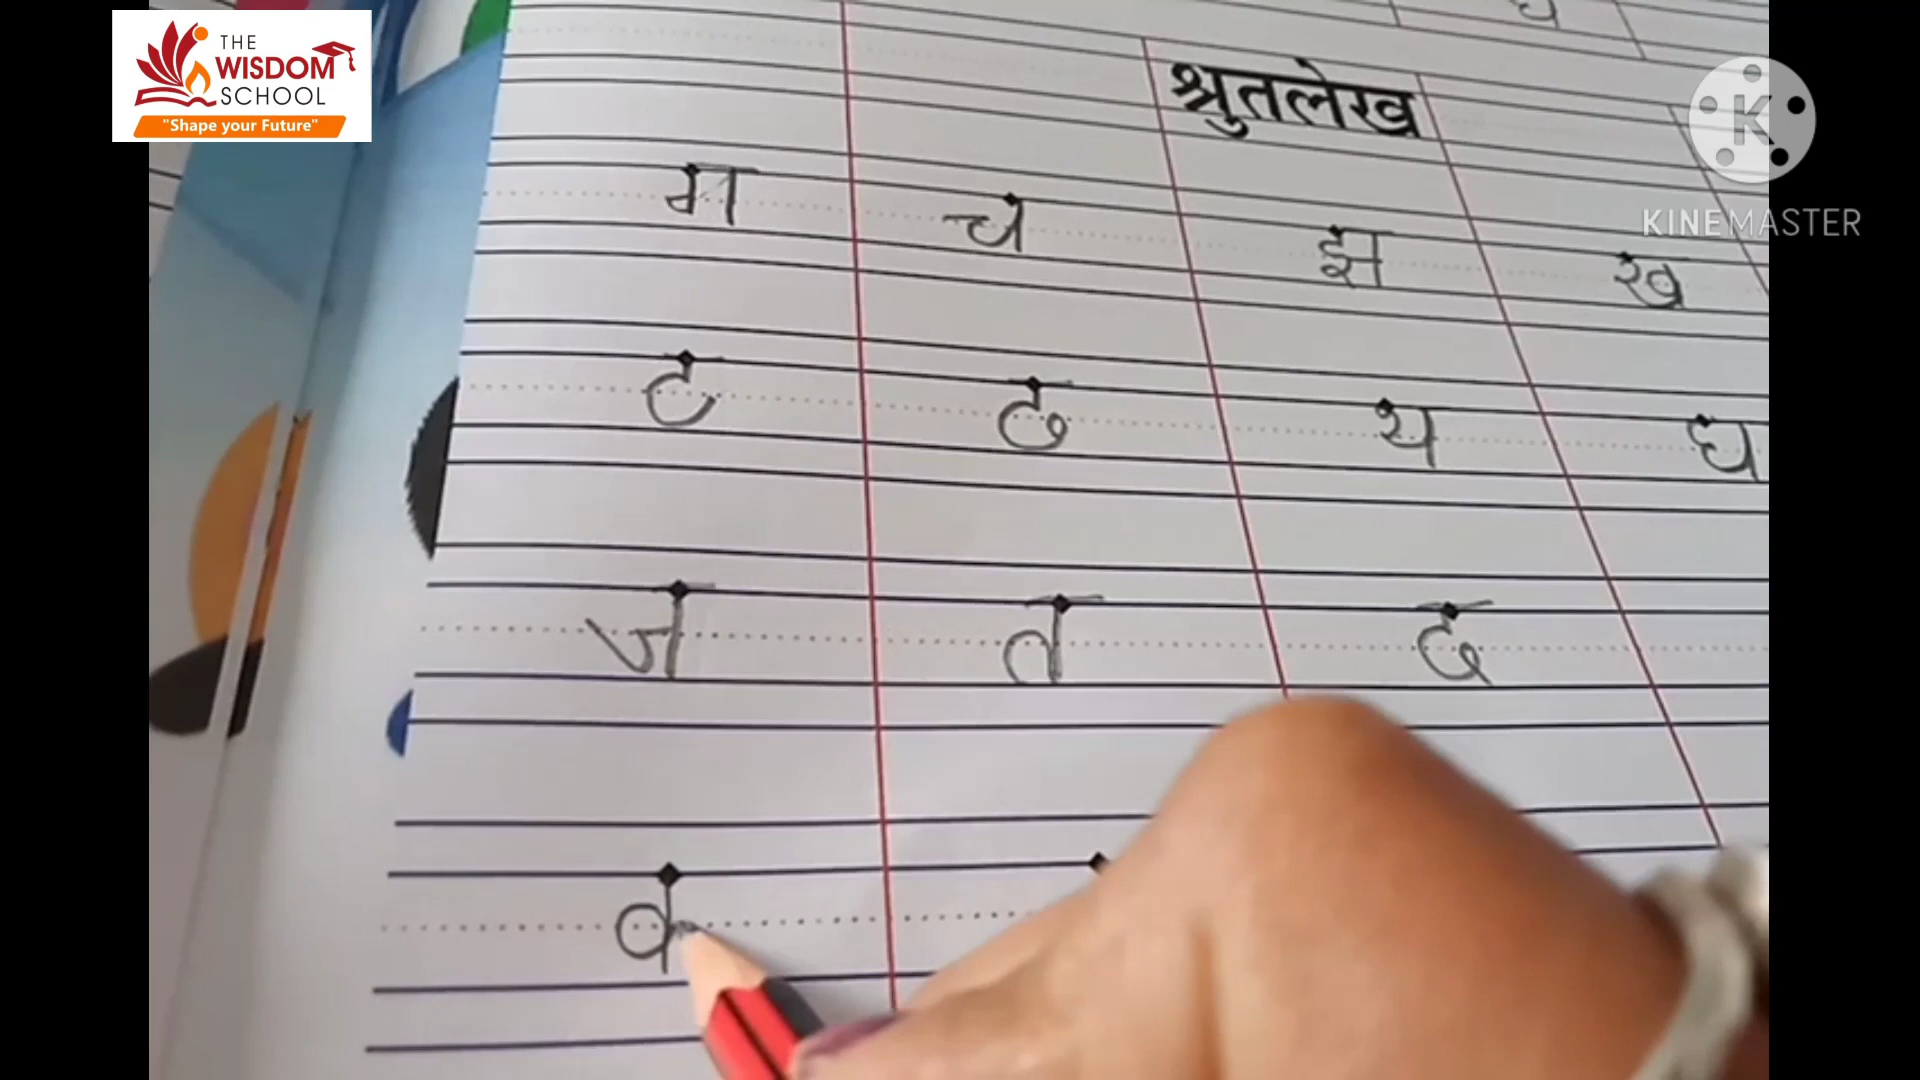 THE
WISDOM
SCHOOL
"Shape your Future"
K
KINEMASTER
श्रुतलेख
म च झ ख
ट छ थ घ
ज त द
व